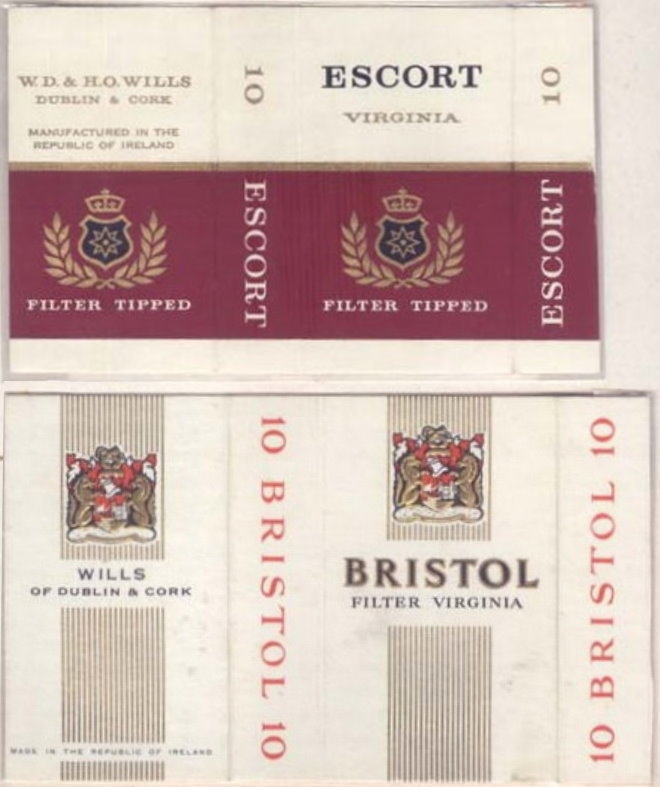 W.D. & H.O. WILLS
DUBLIN & CORK
MANUFACTURED IN THE
REPUBLIC OF IRELAND
FILTER TIPPED
10
ESCORT
ESCORT
VIRGINIA
FILTER TIPPED
10
ESCORT
WILLS
OF DUBLIN & CORK
MADE IN THE REPUBLIC OF IRELAND
10 BRISTOL 10
BRISTOL
FILTER VIRGINIA
10 BRISTOL 10